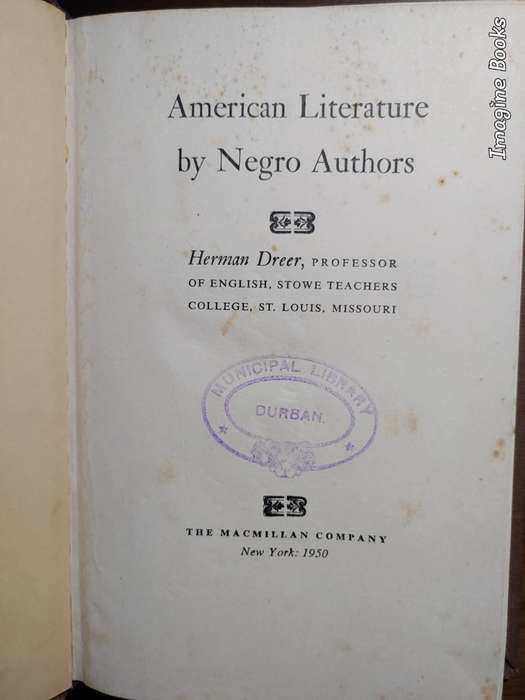 American Literature
by Negro Authors
Herman Dreer, PROFESSOR
OF ENGLISH, STOWE TEACHERS
COLLEGE, ST. LOUIS, MISSOURI
MUNICIPAL LIBRARY
DURBAN.
THE MACMILLAN COMPANY
New York: 1950
Imagine Books